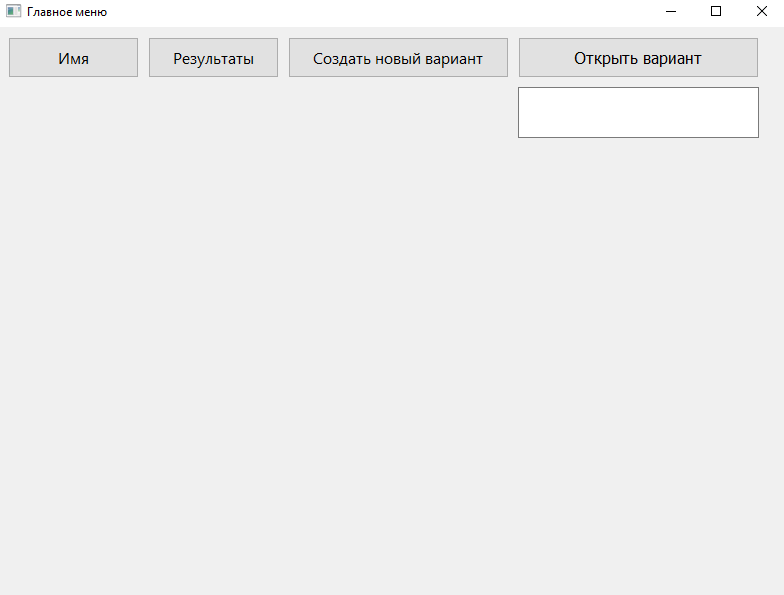 Главное меню
Имя
Результаты
Создать новый вариант
Открыть вариант